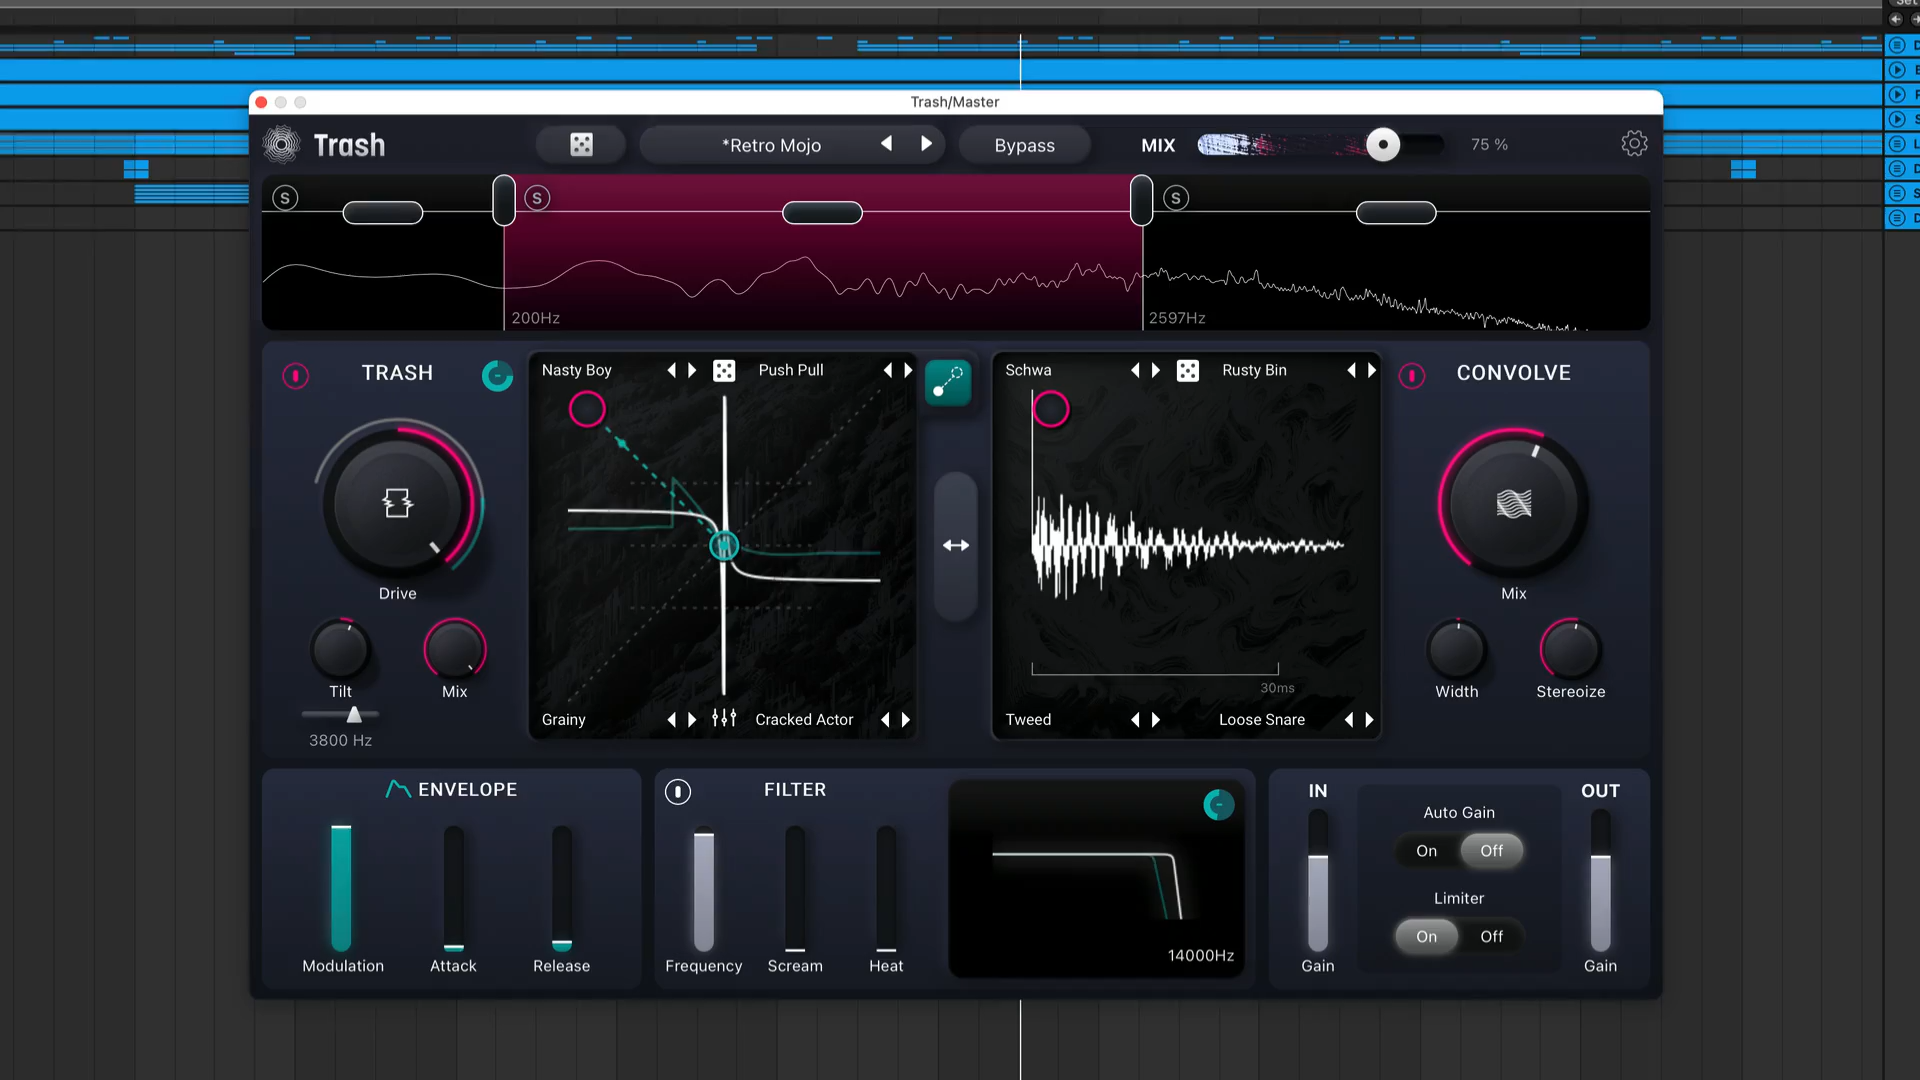 Set
Trash/Master
Trash
*Retro Mojo
Bypass
MIX
75 %
S
S
S
200Hz
2597Hz
TRASH
Nasty Boy
Push Pull
Schwa
Rusty Bin
CONVOLVE
Drive
Mix
Tilt
Mix
3800 Hz
Width
Stereoize
30ms
Grainy
Cracked Actor
Tweed
Loose Snare
ENVELOPE
FILTER
IN
Auto Gain
On
Off
Limiter
On
Off
OUT
Modulation
Attack
Release
Frequency
Scream
Heat
14000Hz
Gain
Gain